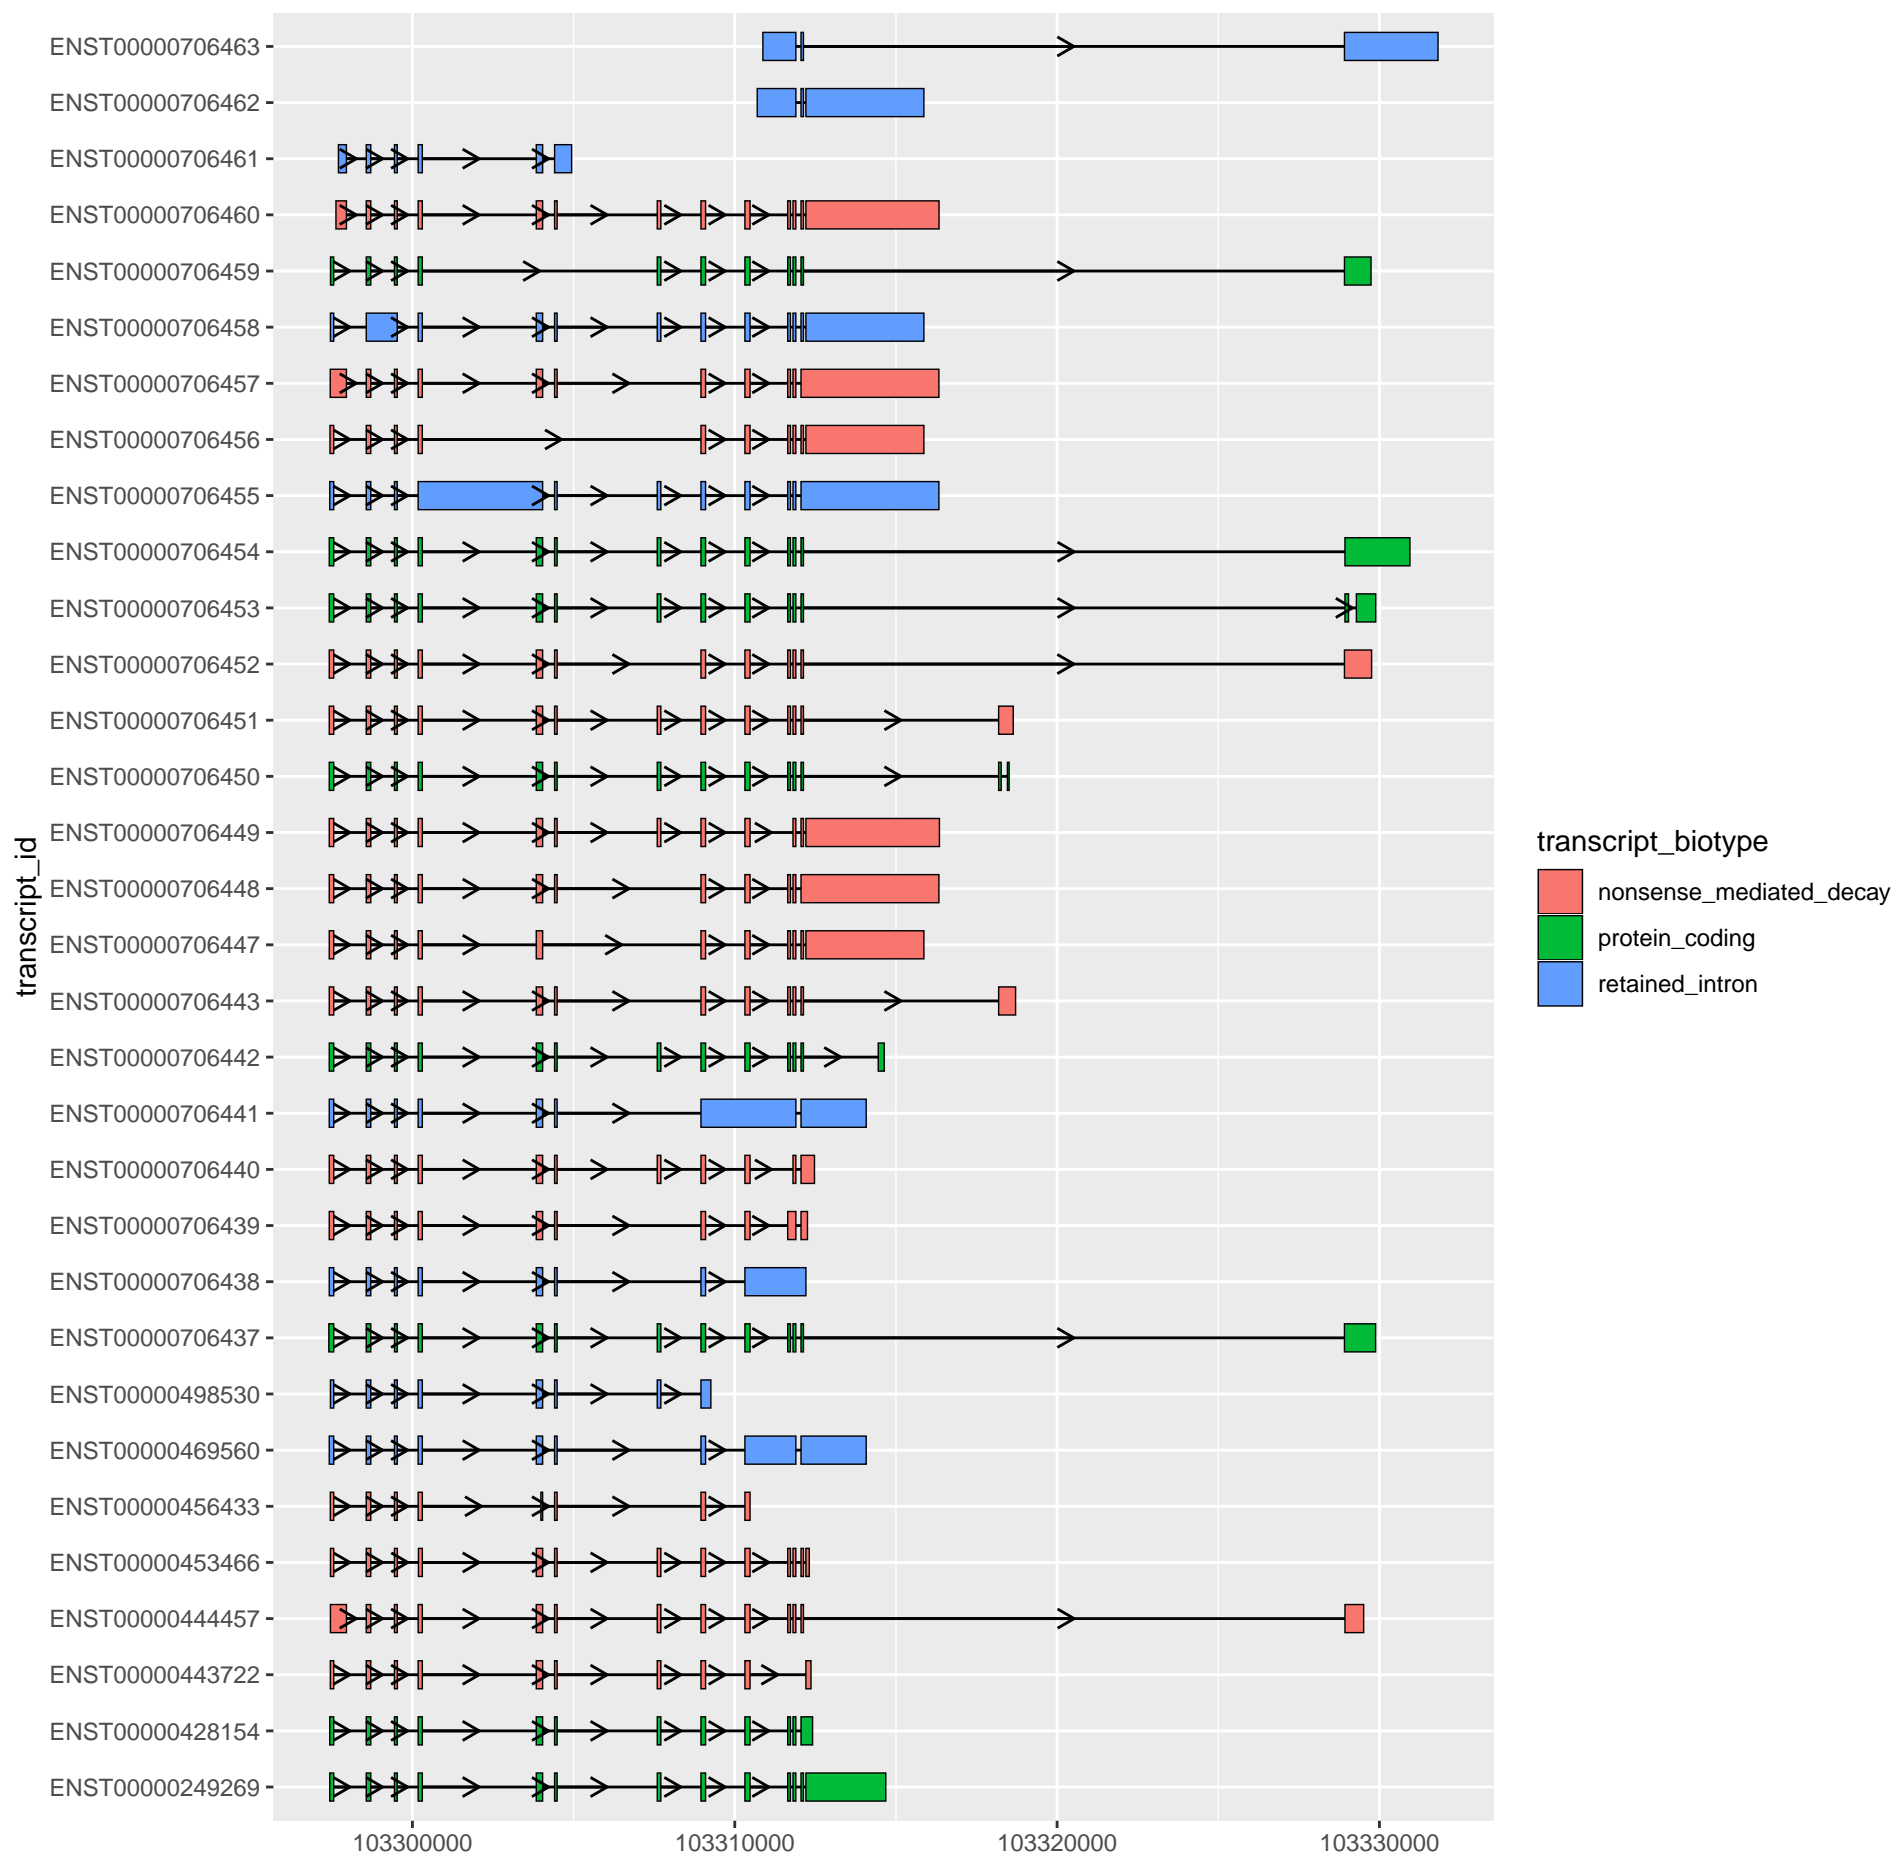 ENST00000706463
ENST00000706462
ENST00000706461
ENST00000706460
ENST00000706459
ENST00000706458
ENST00000706457
ENST00000706456
ENST00000706455
ENST00000706454
ENST00000706453
ENST00000706452
ENST00000706451
ENST00000706450
ENST00000706449
ENST00000706448
ENST00000706447
ENST00000706443
ENST00000706442
ENST00000706441
ENST00000706440
ENST00000706439
ENST00000706438
ENST00000706437
ENST00000498530
ENST00000469560
ENST00000456433
ENST00000453466
ENST00000444457
ENST00000443722
ENST00000428154
ENST00000249269
transcript_id
103300000 103310000 103320000 103330000
transcript_biotype
nonsense_mediated_decay
protein_coding
retained_intron